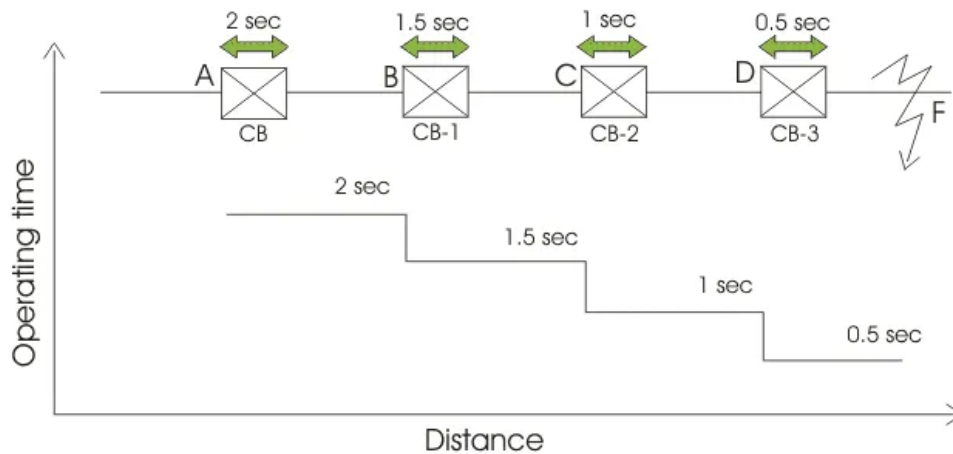 2 sec
1.5 sec
1 sec
0.5 sec
A
B
C
D
F
CB
CB-1
CB-2
CB-3
2 sec
1.5 sec
1 sec
0.5 sec
Operating time
Distance